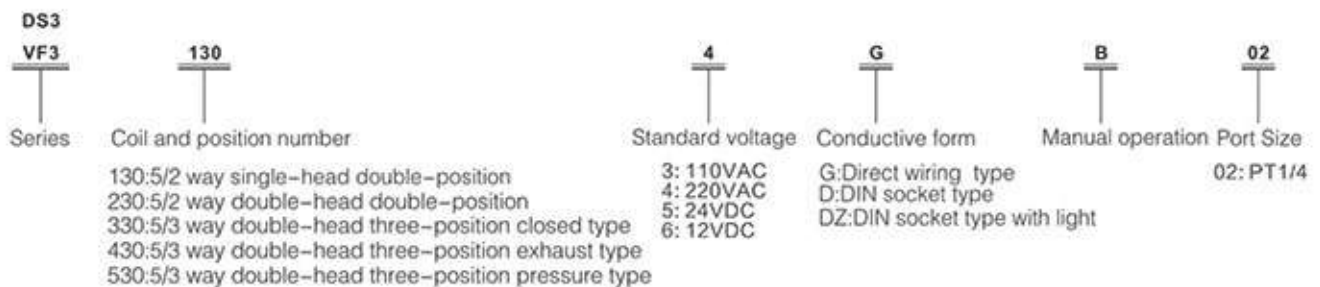 DS3
VF3 130 4 G B 02
Series Coil and position number Standard voltage Conductive form Manual operation Port Size
130:5/2 way single-head double-position
230:5/2 way double-head double-position
330:5/3 way double-head three-position closed type
430:5/3 way double-head three-position exhaust type
530:5/3 way double-head three-position pressure type
3: 110VAC
4: 220VAC
5: 24VDC
6: 12VDC
G:Direct wiring type
D:DIN socket type
DZ:DIN socket type with light
02: PT1/4